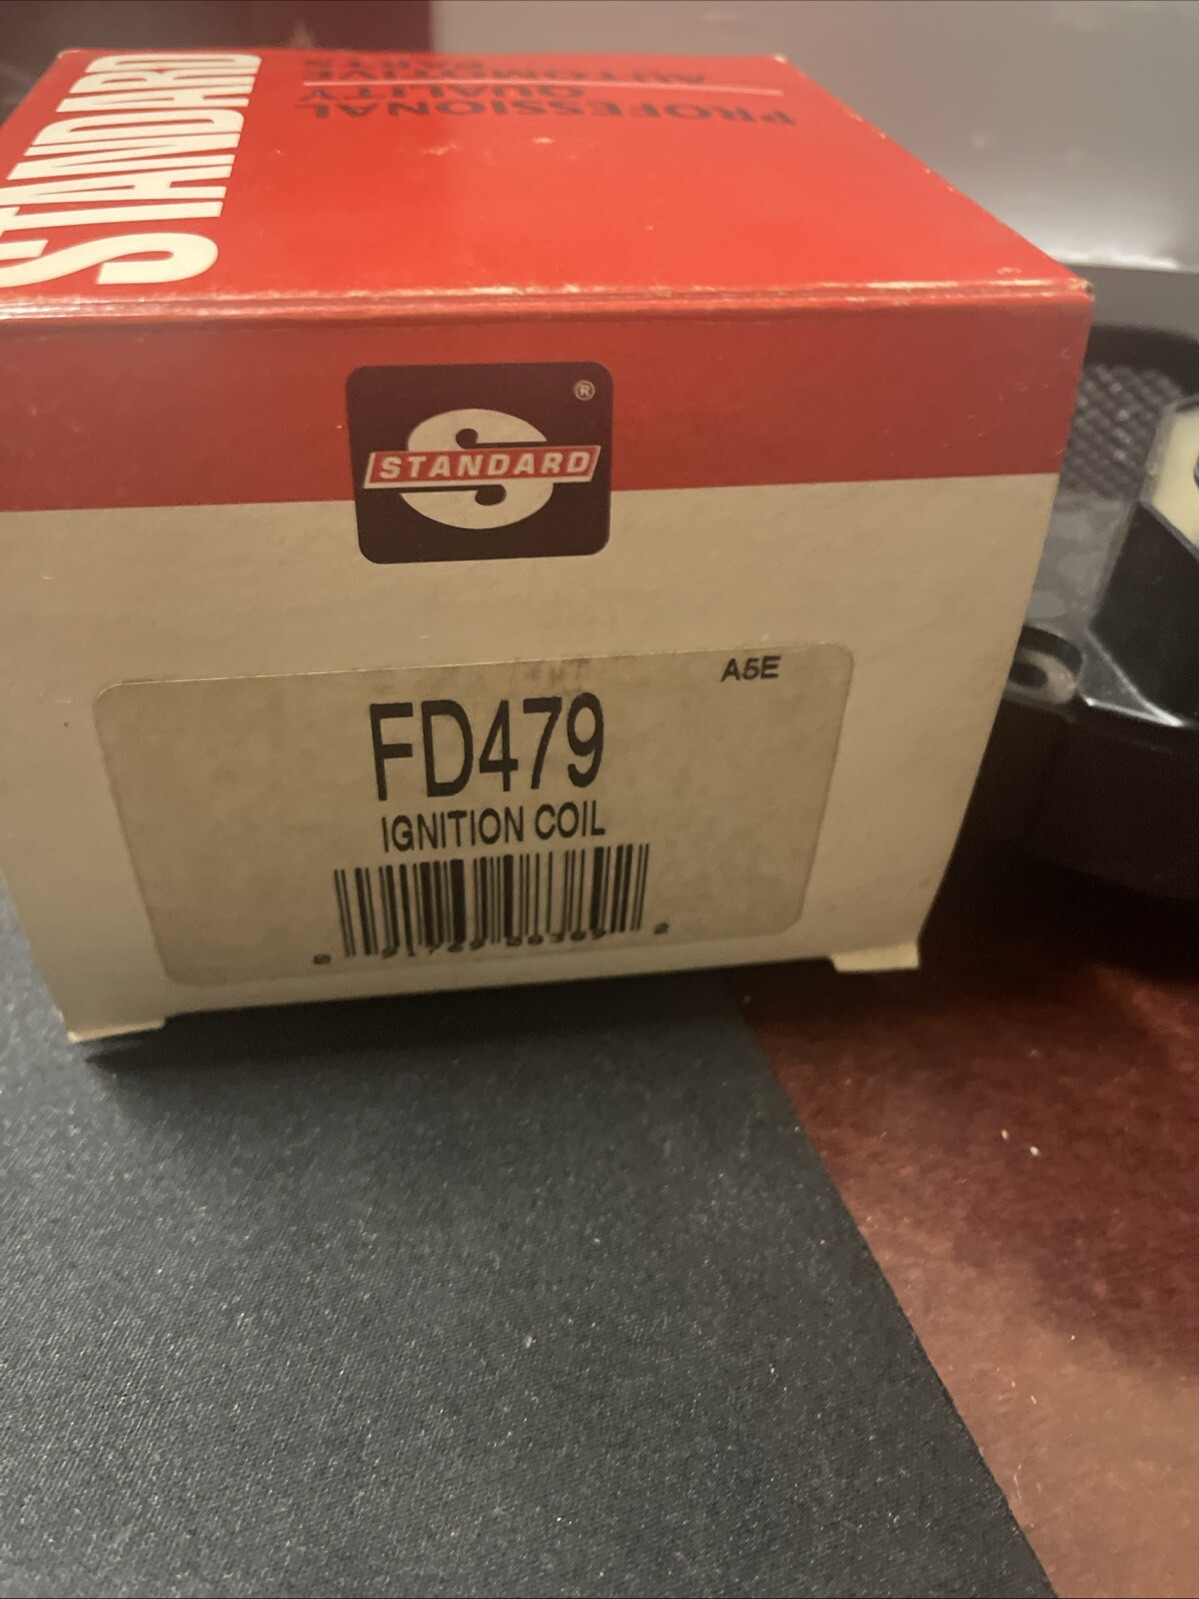 STANDARD
PROFESSIONAL
QUALITY
AUTOMOTIVE
PARTS
®
STANDARD
A5E
FD479
IGNITION COIL